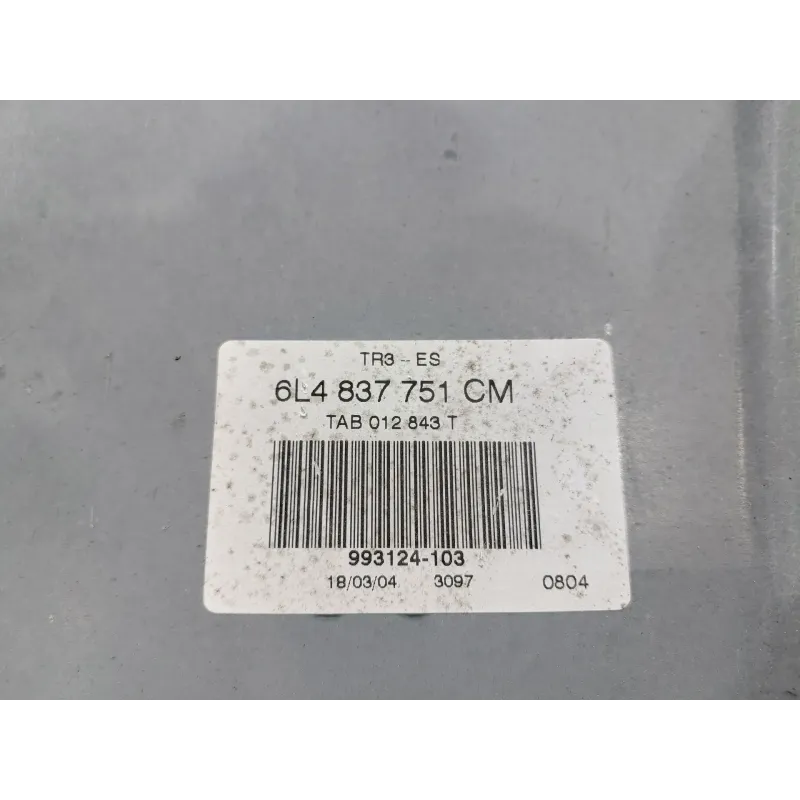 TR3 -- ES
6L4 837 751 CM
TAB 012 843 T
993124-103
18/03/04 3097 0804